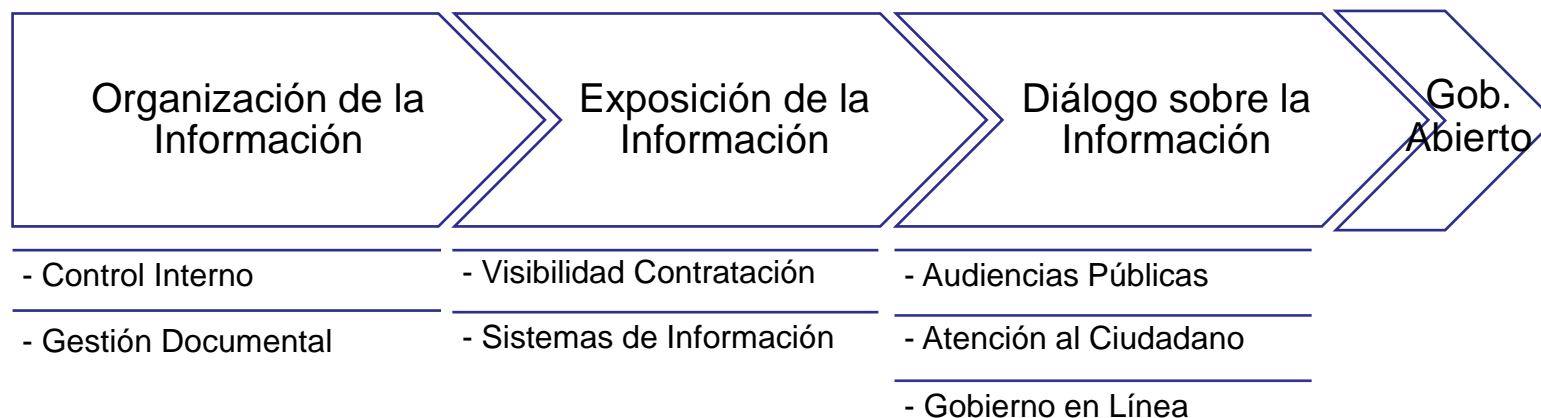 Organización de la
Información
Exposición de la
Información
Diálogo sobre la
Información
Gob.
Abierto
- Control Interno
- Gestión Documental
- Visibilidad Contratación
- Sistemas de Información
- Audiencias Públicas
- Atención al Ciudadano
- Gobierno en Línea